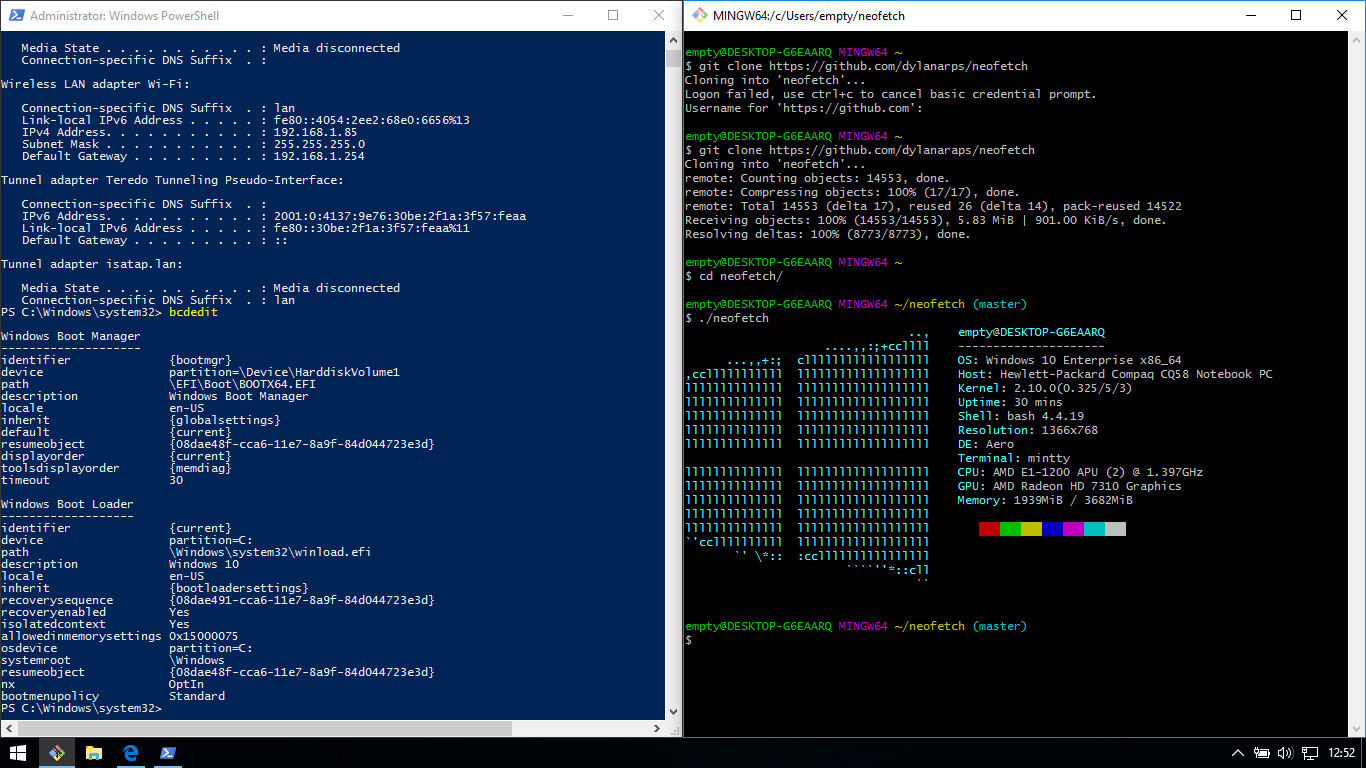 Administrator: Windows PowerShell
   Media State . . . . . . . . . . . : Media disconnected
   Connection-specific DNS Suffix  . :
Wireless LAN adapter Wi-Fi:
   Connection-specific DNS Suffix  . : lan
   Link-local IPv6 Address . . . . . : fe80::4054:2ee2:68e0:6656%13
   IPv4 Address. . . . . . . . . . . : 192.168.1.85
   Subnet Mask . . . . . . . . . . . : 255.255.255.0
   Default Gateway . . . . . . . . . : 192.168.1.254
Tunnel adapter Teredo Tunneling Pseudo-Interface:
   Connection-specific DNS Suffix  . :
   IPv6 Address. . . . . . . . . . . : 2001:0:4137:9e76:30be:2f1a:3f57:feaa
   Link-local IPv6 Address . . . . . : fe80::30be:2f1a:3f57:feaa%11
   Default Gateway . . . . . . . . . : ::
Tunnel adapter isatap.lan:
   Media State . . . . . . . . . . . : Media disconnected
   Connection-specific DNS Suffix  . : lan
PS C:\Windows\system32> bcdedit
Windows Boot Manager
--------------------
identifier              {bootmgr}
device                  partition=\Device\HarddiskVolume1
path                    \EFI\Boot\BOOTX64.EFI
description             Windows Boot Manager
locale                  en-US
inherit                 {globalsettings}
default                 {current}
resumeobject            {08dae48f-cca6-11e7-8a9f-84d044723e3d}
displayorder            {current}
toolsdisplayorder       {memdiag}
timeout                 30
Windows Boot Loader
-------------------
identifier              {current}
device                  partition=C:
path                    \Windows\system32\winload.efi
description             Windows 10
locale                  en-US
inherit                 {bootloadersettings}
recoverysequence        {08dae491-cca6-11e7-8a9f-84d044723e3d}
recoveryenabled         Yes
isolatedcontext         Yes
allowedinmemorysettings 0x15000075
osdevice                partition=C:
systemroot              \Windows
resumeobject            {08dae48f-cca6-11e7-8a9f-84d044723e3d}
nx                      OptIn
bootmenupolicy          Standard
PS C:\Windows\system32>
MINGW64:/c/Users/empty/neofetch
empty@DESKTOP-G6EAARQ MINGW64 ~
$ git clone https://github.com/dylanarps/neofetch
Cloning into 'neofetch'...
Logon failed, use ctrl+c to cancel basic credential prompt.
Username for 'https://github.com':
empty@DESKTOP-G6EAARQ MINGW64 ~
$ git clone https://github.com/dylanaraps/neofetch
Cloning into 'neofetch'...
remote: Counting objects: 14553, done.
remote: Compressing objects: 100% (17/17), done.
remote: Total 14553 (delta 17), reused 26 (delta 14), pack-reused 14522
Receiving objects: 100% (14553/14553), 5.83 MiB | 901.00 KiB/s, done.
Resolving deltas: 100% (8773/8773), done.
empty@DESKTOP-G6EAARQ MINGW64 ~
$ cd neofetch/
empty@DESKTOP-G6EAARQ MINGW64 ~/neofetch (master)
$ ./neofetch
empty@DESKTOP-G6EAARQ
---------------------
OS: Windows 10 Enterprise x86_64
Host: Hewlett-Packard Compaq CQ58 Notebook PC
Kernel: 2.10.0(0.325/5/3)
Uptime: 30 mins
Shell: bash 4.4.19
Resolution: 1366x768
DE: Aero
Terminal: mintty
CPU: AMD E1-1200 APU (2) @ 1.397GHz
GPU: AMD Radeon HD 7310 Graphics
Memory: 1939MiB / 3682MiB
empty@DESKTOP-G6EAARQ MINGW64 ~/neofetch (master)
$
12:52